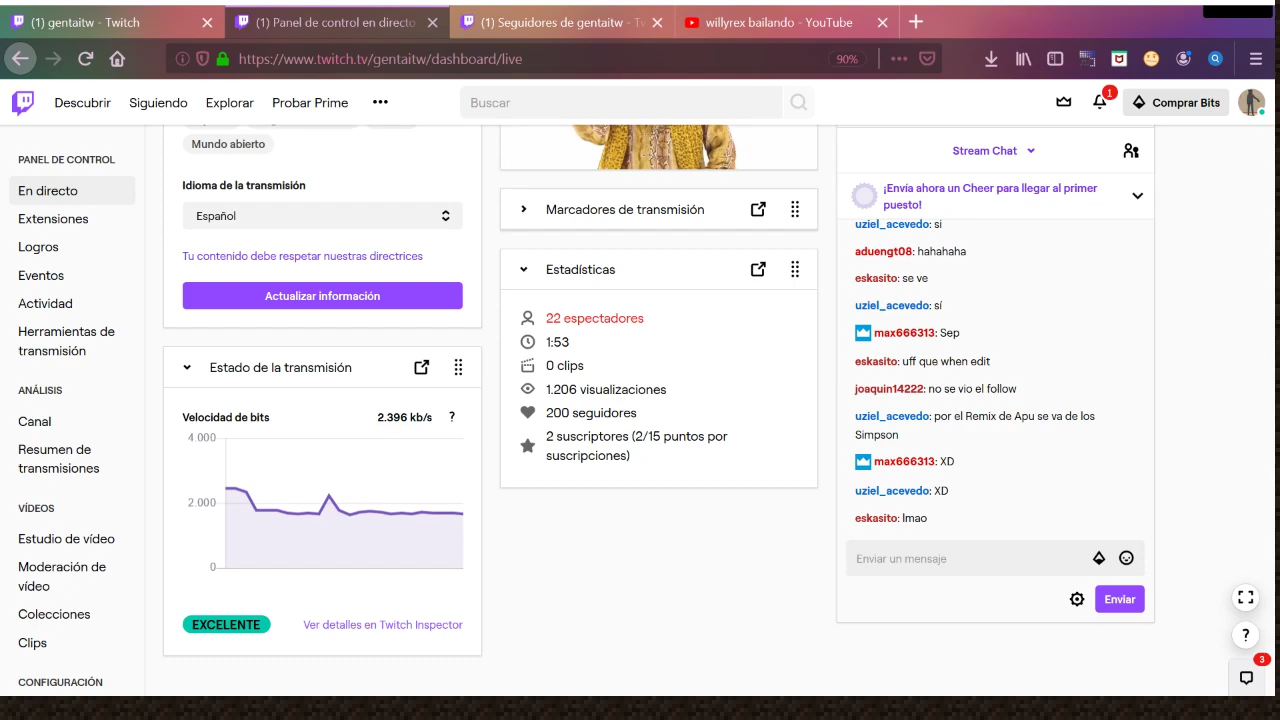 (1) gentaitw - Twitch
(1) Panel de control en directo
(1) Seguidores de gentaitw - Tw
willyrex bailando - YouTube
https://www.twitch.tv/gentaitw/dashboard/live
90%
Descubrir
Siguiendo
Explorar
Probar Prime
Buscar
1
Comprar Bits
PANEL DE CONTROL
En directo
Extensiones
Logros
Eventos
Actividad
Herramientas de
transmisión
ANÁLISIS
Canal
Resumen de
transmisiones
VÍDEOS
Estudio de vídeo
Moderación de
vídeo
Colecciones
Clips
CONFIGURACIÓN
Mundo abierto
Idioma de la transmisión
Español
Tu contenido debe respetar nuestras directrices
Actualizar información
Estado de la transmisión
Velocidad de bits
2.396 kb/s
?
4.000
2.000
0
EXCELENTE
Ver detalles en Twitch Inspector
Marcadores de transmisión
Estadísticas
22 espectadores
1:53
0 clips
1.206 visualizaciones
200 seguidores
2 suscriptores (2/15 puntos por
suscripciones)
Stream Chat
¡Envía ahora un Cheer para llegar al primer
puesto!
uziel_acevedo: si
aduengt08: hahahaha
eskasito: se ve
uziel_acevedo: sí
max666313: Sep
eskasito: uff que when edit
joaquin14222: no se vio el follow
uziel_acevedo: por el Remix de Apu se va de los
Simpson
max666313: XD
uziel_acevedo: XD
eskasito: lmao
Enviar un mensaje
Enviar
?
3